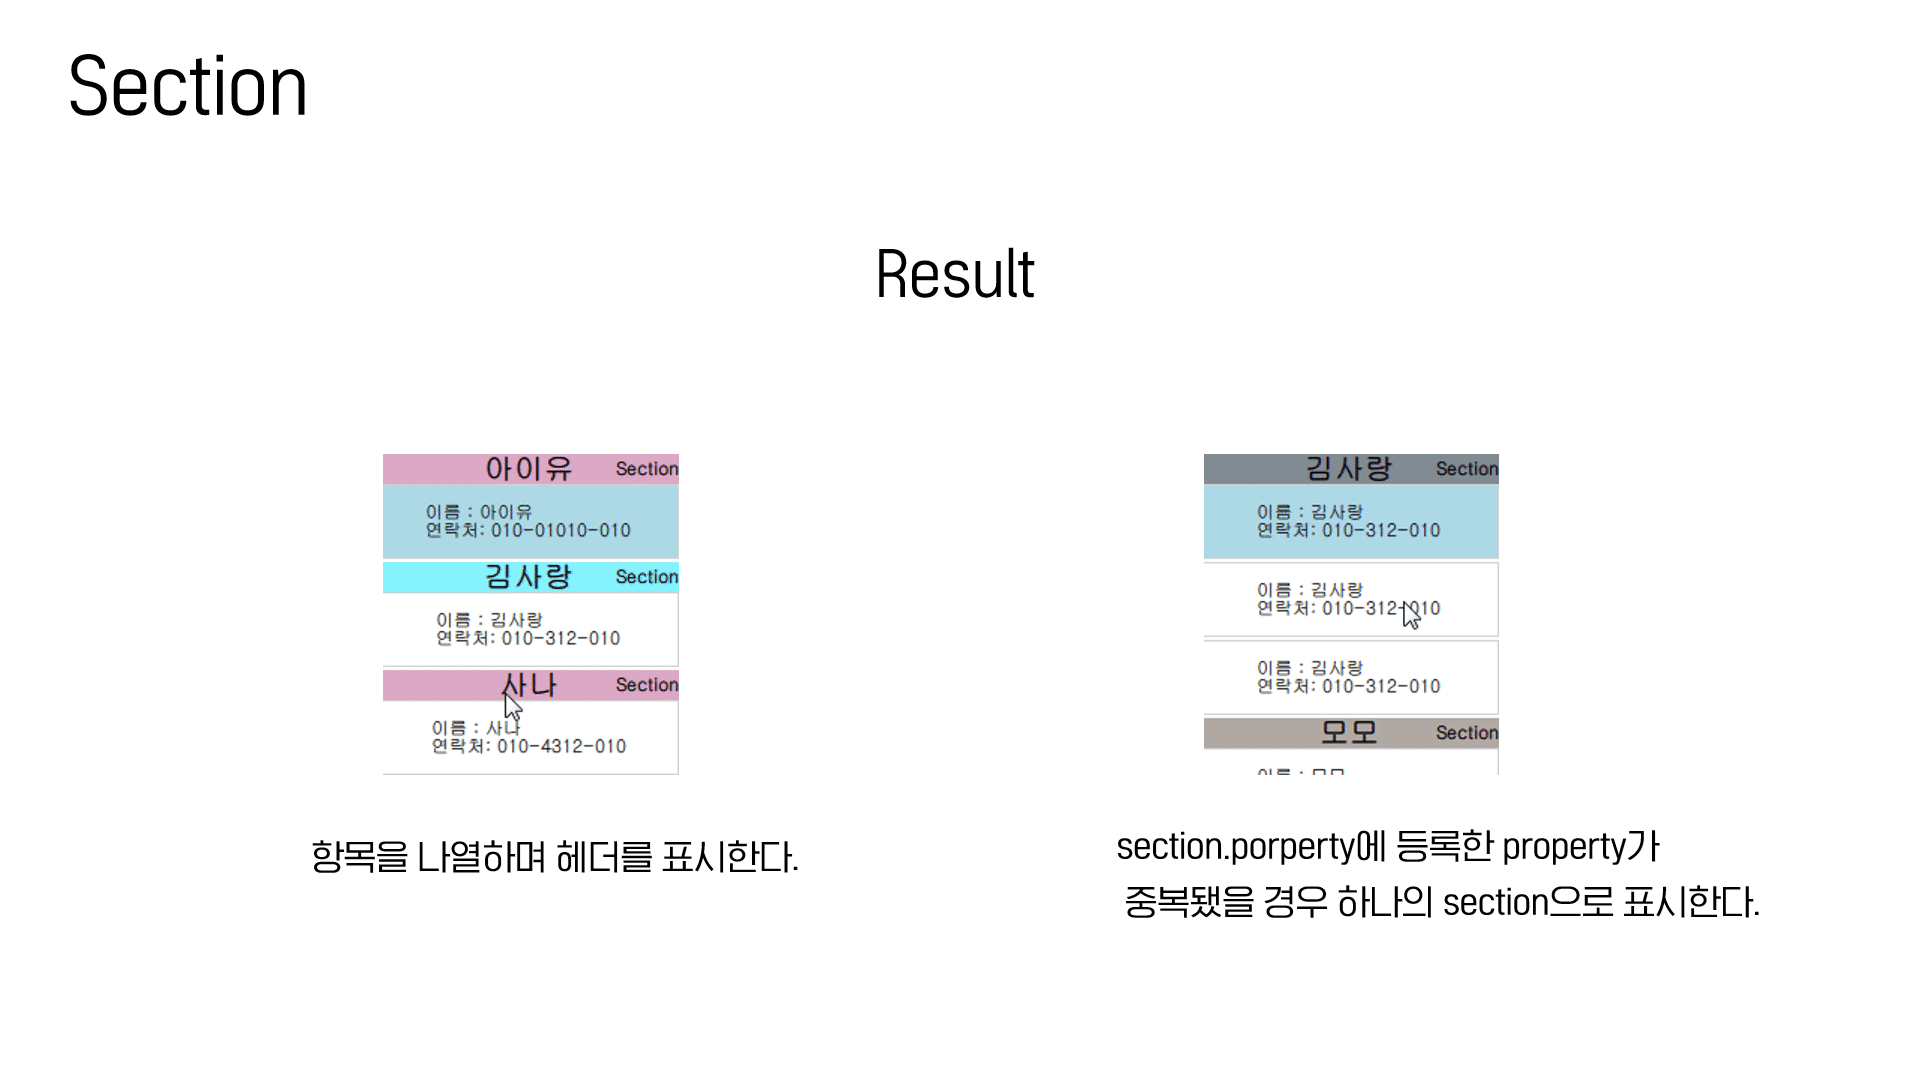 Section
Result
아이유 Section
이름 : 아이유
연락처: 010-01010-010
김사랑 Section
이름 : 김사랑
연락처: 010-312-010
사나 Section
이름 : 사나
연락처: 010-4312-010
항목을 나열하며 헤더를 표시한다.
김사랑 Section
이름 : 김사랑
연락처: 010-312-010
이름 : 김사랑
연락처: 010-312-010
이름 : 김사랑
연락처: 010-312-010
모모 Section
section.porperty에 등록한 property가
중복됐을 경우 하나의 section으로 표시한다.